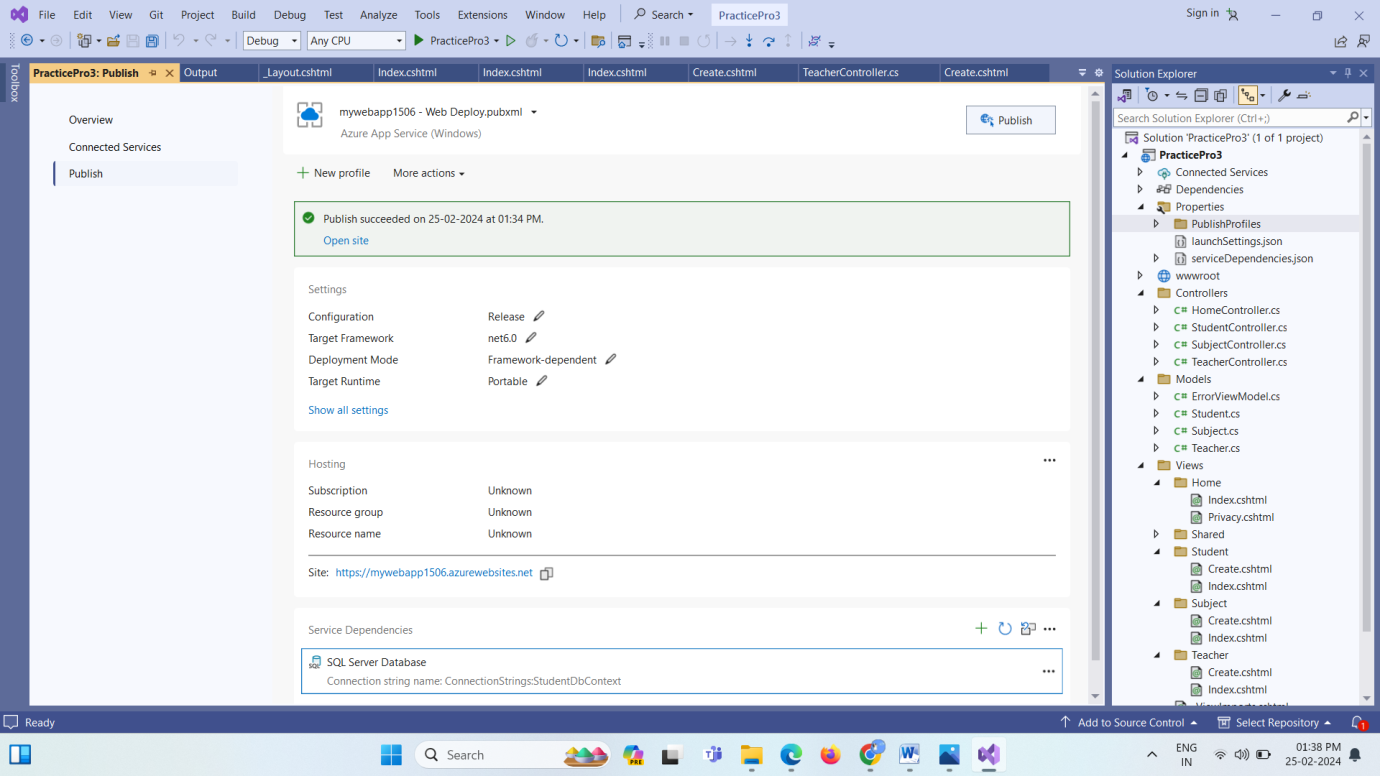 File Edit View Git Project Build Debug Test Analyze Tools Extensions Window Help Search PracticePro3 Sign in
Debug Any CPU PracticePro3
Toolbox
PracticePro3: Publish Output _Layout.cshtml Index.cshtml Index.cshtml Index.cshtml Create.cshtml TeacherController.cs Create.cshtml
Overview
Connected Services
Publish
mywebapp1506 - Web Deploy.pubxml
Azure App Service (Windows)
Publish
New profile More actions
Publish succeeded on 25-02-2024 at 01:34 PM.
Open site
Settings
Configuration Release
Target Framework net6.0
Deployment Mode Framework-dependent
Target Runtime Portable
Show all settings
Hosting
Subscription Unknown
Resource group Unknown
Resource name Unknown
Site: https://mywebapp1506.azurewebsites.net
Service Dependencies
SQL SQL Server Database
Connection string name: ConnectionStrings:StudentDbContext
Solution Explorer
Search Solution Explorer (Ctrl+;)
Solution 'PracticePro3' (1 of 1 project)
PracticePro3
Connected Services
Dependencies
Properties
PublishProfiles
launchSettings.json
serviceDependencies.json
wwwroot
Controllers
C# HomeController.cs
C# StudentController.cs
C# SubjectController.cs
C# TeacherController.cs
Models
C# ErrorViewModel.cs
C# Student.cs
C# Subject.cs
C# Teacher.cs
Views
Home
Index.cshtml
Privacy.cshtml
Shared
Student
Create.cshtml
Index.cshtml
Subject
Create.cshtml
Index.cshtml
Teacher
Create.cshtml
Index.cshtml
Ready Add to Source Control Select Repository 1
Search PRE ENG IN 01:38 PM 25-02-2024